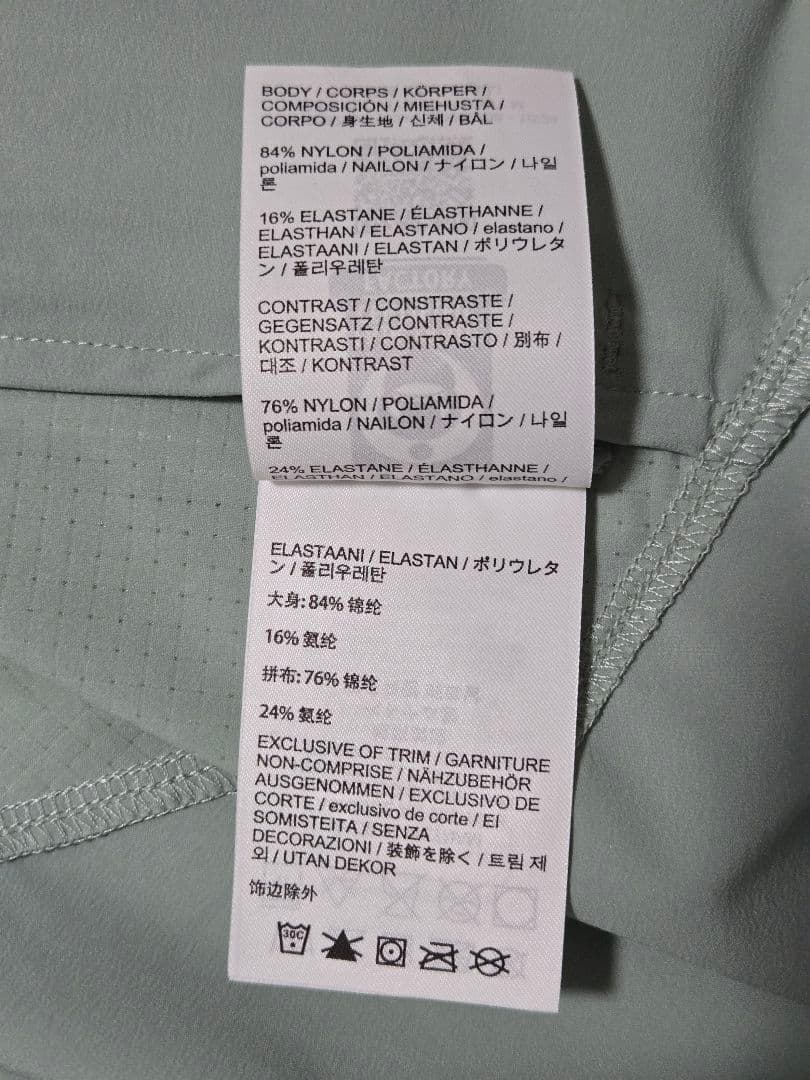 BODY / CORPS / KÖRPER /
COMPOSICIÓN / MIEHUSTA /
CORPO / 身生地 / 신체 / BÅL
84% NYLON / POLIAMIDA /
poliamida / NAILON / ナイロン / 나일
론
16% ELASTANE / ÉLASTHANNE /
ELASTHAN / ELASTANO / elastano /
ELASTAANI / ELASTAN / ポリウレタ
ン / 폴리우레탄
CONTRAST / CONSTRASTE /
GEGENSATZ / CONTRASTE /
KONTRASTI / CONTRASTO / 別布 /
대조 / KONTRAST
76% NYLON / POLIAMIDA /
poliamida / NAILON / ナイロン / 나일
론
24% ELASTANE / ÉLASTHANNE /
ELASTHAN / ELASTANO / elastano /
ELASTAANI / ELASTAN / ポリウレタ
ン / 폴리우레탄
大身: 84% 锦纶
16% 氨纶
拼布: 76% 锦纶
24% 氨纶
EXCLUSIVE OF TRIM / GARNITURE
NON-COMPRISE / NÄHZUBEHÖR
AUSGENOMMEN / EXCLUSIVO DE
CORTE / exclusivo de corte / EI
SOMISTEITA / SENZA
DECORAZIONI / 装飾を除く / 트림 제
외 / UTAN DEKOR
饰边除外
30C